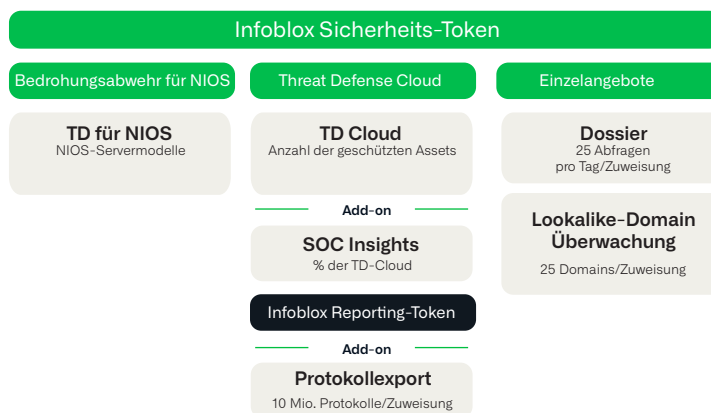 Infoblox Sicherheits-Token
Bedrohungsabwehr für NIOS
TD für NIOS
NIOS-Servermodelle
Threat Defense Cloud
TD Cloud
Anzahl der geschützten Assets
Add-on
SOC Insights
% der TD-Cloud
Infoblox Reporting-Token
Add-on
Protokollexport
10 Mio. Protokolle/Zuweisung
Einzelangebote
Dossier
25 Abfragen
pro Tag/Zuweisung
Lookalike-Domain
Überwachung
25 Domains/Zuweisung